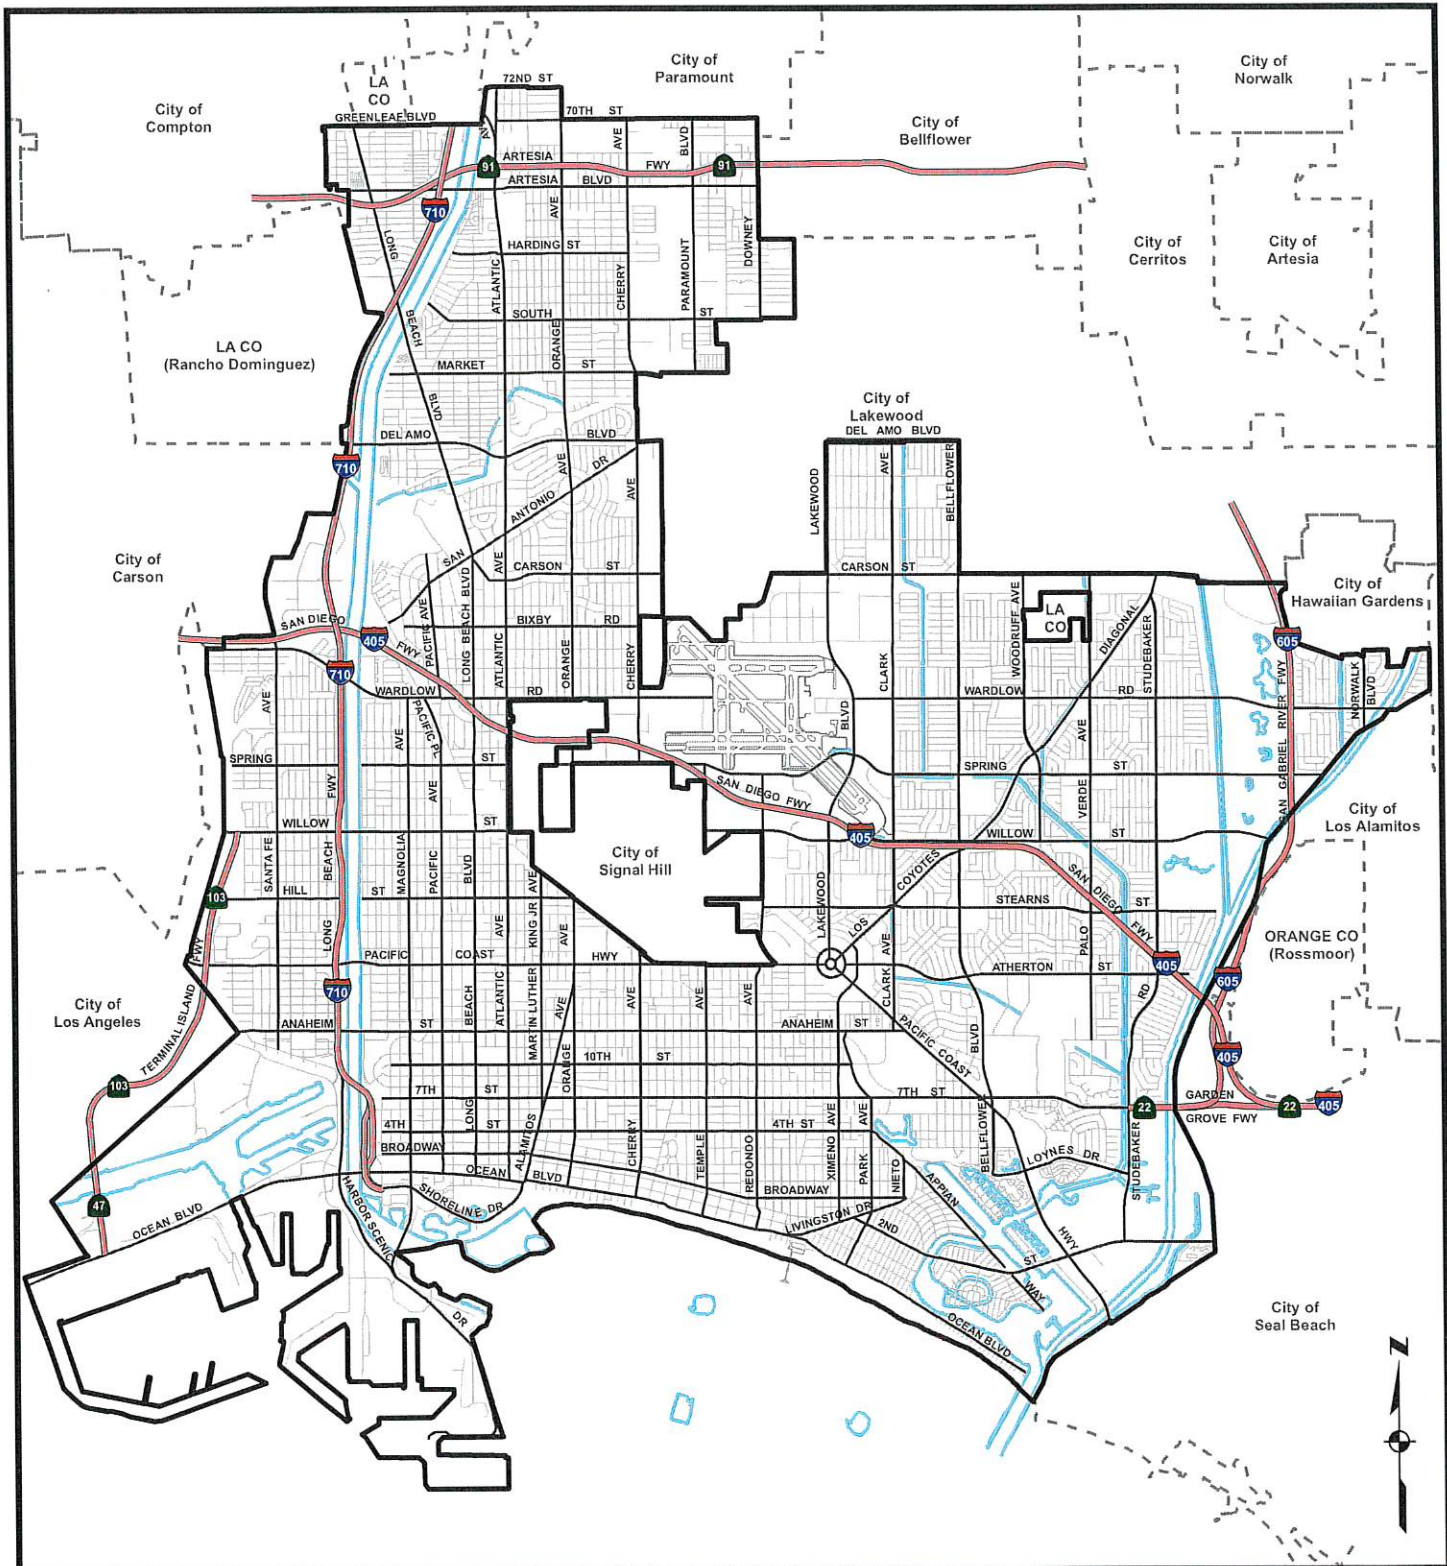 City of
Paramount
City of
Norwalk
LA
CO
72ND ST
City of
Compton
GREENLEAF BLVD
70TH ST
City of
Bellflower
AVE
AVE
BLVD
91
ARTESIA
FWY
91
ARTESIA
BLVD
710
AVE
LONG
HARDING ST
ATLANTIC
CHERRY
PARAMOUNT
DOWNEY
City of
Cerritos
City of
Artesia
BEACH
SOUTH
ST
ORANGE
LA CO
(Rancho Dominguez)
MARKET
ST
BLVD
City of
Lakewood
DEL AMO BLVD
DEL AMO
BLVD
710
AVE
DR
AVE
ANTONIO
LAKEWOOD
AVE
BELLFLOWER
City of
Carson
SAN
AVE
CARSON
ST
CARSON
ST
City of
Hawaiian Gardens
PACIFIC AVE
LONG BEACH BLVD
WOODRUFF AVE
LA
CO
DIAGONAL
STUDEBAKER
SAN DIEGO
405
FWY
BIXBY
RD
605
710
ATLANTIC
ORANGE
CHERRY
CLARK
WARDLOW
RD
WARDLOW
RD
NORWALK
BLVD
AVE
PACIFIC PL
AVE
BLVD
AVE
SAN GABRIEL RIVER FWY
SPRING
ST
SPRING
ST
FWY
AVE
SAN DIEGO FWY
VERDE
City of
Los Alamitos
WILLOW
ST
405
WILLOW
ST
City of
Signal Hill
SANTA FE
BEACH
MAGNOLIA
PACIFIC
BLVD
AVE
COYOTES
SAN DIEGO
FWY
103
HILL
ST
LAKEWOOD
STEARNS
ST
LONG
AVE
KING JR
AVE
LOS
PALO
ORANGE CO
(Rossmoor)
FWY
PACIFIC
COAST
HWY
AVE
ATHERTON
ST
405
605
710
BEACH
ATLANTIC
MARTIN LUTHER
AVE
AVE
AVE
AVE
CLARK
RD
City of
Los Angeles
TERMINAL ISLAND
ANAHEIM
ST
ANAHEIM
ST
PACIFIC COAST
BLVD
405
10TH
ST
ORANGE
103
7TH
ST
7TH ST
22
GARDEN
GROVE FWY
22
405
LONG
4TH
ST
4TH ST
AVE
AVE
BELLFLOWER
BROADWAY
ALAMITOS
CHERRY
TEMPLE
REDONDO
XIMENO
PARK
NIETO
LOYNES DR
STUDEBAKER
OCEAN
BLVD
BROADWAY
APPIAN
HARBOR SCENIC
SHORELINE DR
47
OCEAN BLVD
LIVINGSTON DR
2ND
ST
HWY
WAY
DR
OCEAN BLVD
City of
Seal Beach
N